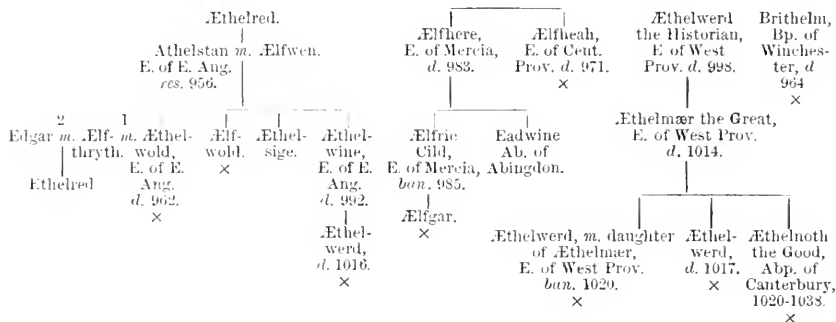 Æthelred.
Athelstan m. Ælfwen.
E. of E. Ang.
res. 956.
Ælfhere,
E. of Mercia,
d. 983.
Ælfheah,
E. of Cent.
Prov. d. 971.
×
Æthelwerd
the Historian,
E. of West
Prov. d. 998.
Brithelm,
Bp. of
Winches-
ter, d
964
×
2 1
Edgar m. Ælf- m. Æthel-
thryth. wold,
E. of E.
Ang.
d. 962.
×
Ethelred
Ælf-
wold.
×
Æthel-
sige.
Æthel-
wine,
E. of E.
Ang.
d. 992.
×
Æthel-
werd,
d. 1016.
×
Ælfric
Cild,
E. of Mercia,
ban. 985.
Ælfgar.
×
Eadwine
Ab. of
Abingdon.
Æthelmær the Great,
E. of West Prov.
d. 1014.
Æthelwerd, m. daughter
of Æthelmær,
E. of West Prov.
ban. 1020.
×
Æthel-
werd,
d. 1017.
×
Æthelnoth
the Good,
Abp. of
Canterbury,
1020-1038.
×